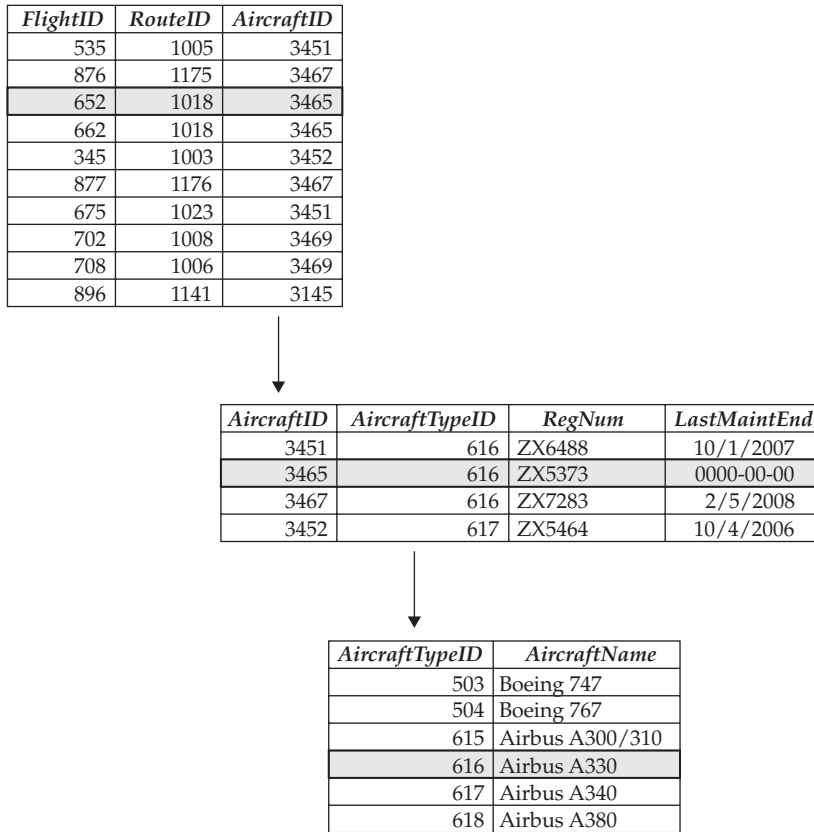 FlightID RouteID AircraftID
535 1005 3451
876 1175 3467
652 1018 3465
662 1018 3465
345 1003 3452
877 1176 3467
675 1023 3451
702 1008 3469
708 1006 3469
896 1141 3145
AircraftID AircraftTypeID RegNum LastMaintEnd
3451 616 ZX6488 10/1/2007
3465 616 ZX5373 0000-00-00
3467 616 ZX7283 2/5/2008
3452 617 ZX5464 10/4/2006
AircraftTypeID AircraftName
503 Boeing 747
504 Boeing 767
615 Airbus A300/310
616 Airbus A330
617 Airbus A340
618 Airbus A380